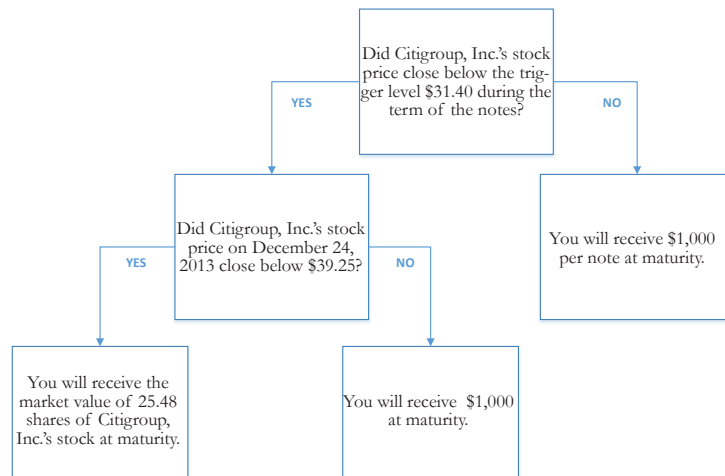 Did Citigroup, Inc.'s stock
price close below the trig-
ger level $31.40 during the
term of the notes?
YES
NO
Did Citigroup, Inc.'s stock
price on December 24,
2013 close below $39.25?
You will receive $1,000
per note at maturity.
YES
NO
You will receive the
market value of 25.48
shares of Citigroup,
Inc.'s stock at maturity.
You will receive $1,000
at maturity.